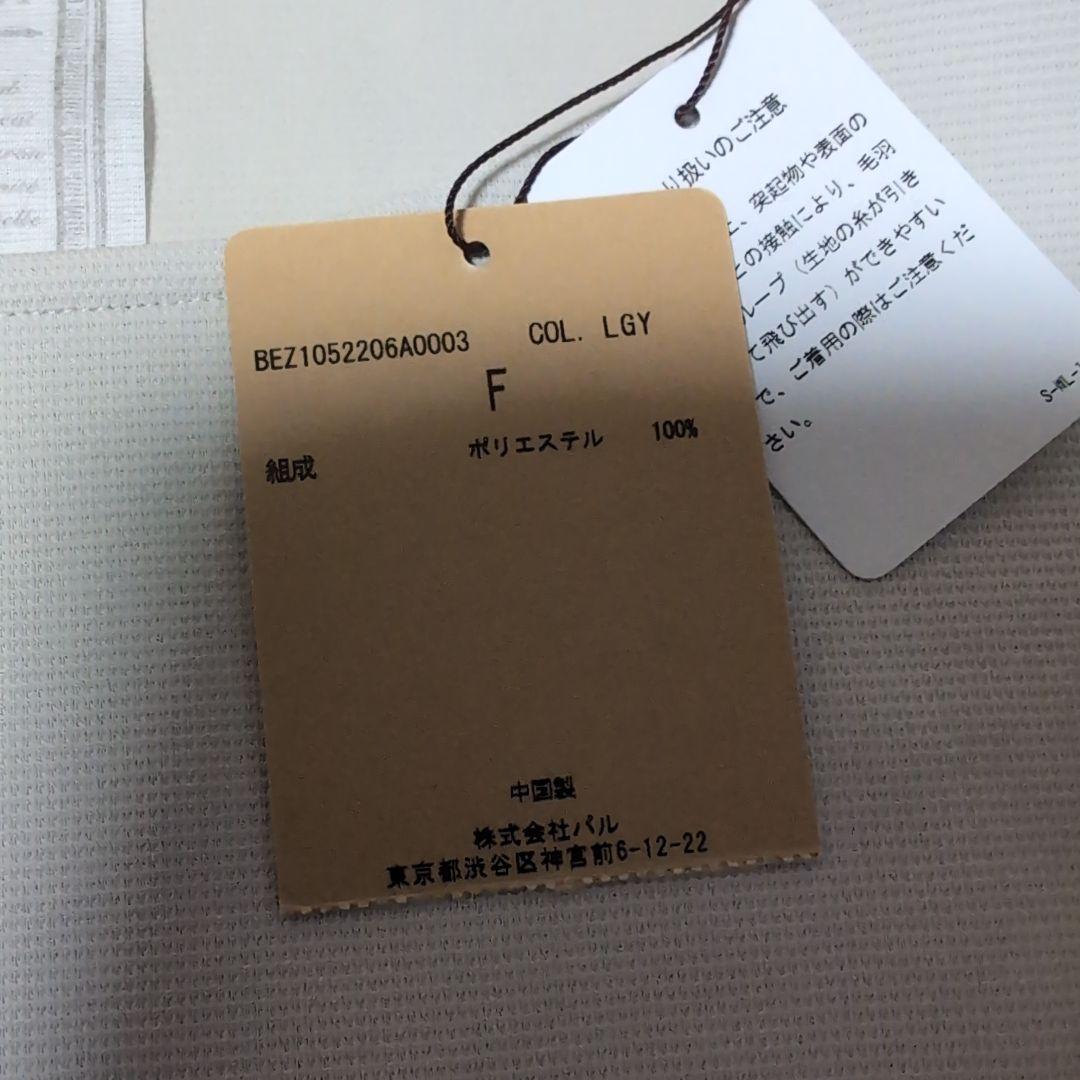 BEZ1052206A0003 COL. LGY
F
組成 ポリエステル 100%
中国製
株式会社パル
東京都渋谷区神宮前6-12-22
り扱いのご注意
、突起物や表面の
との接触により、毛羽
ループ(生地の糸が引き
て飛び出す)ができやすい
で、ご着用の際はご注意くだ
さい。